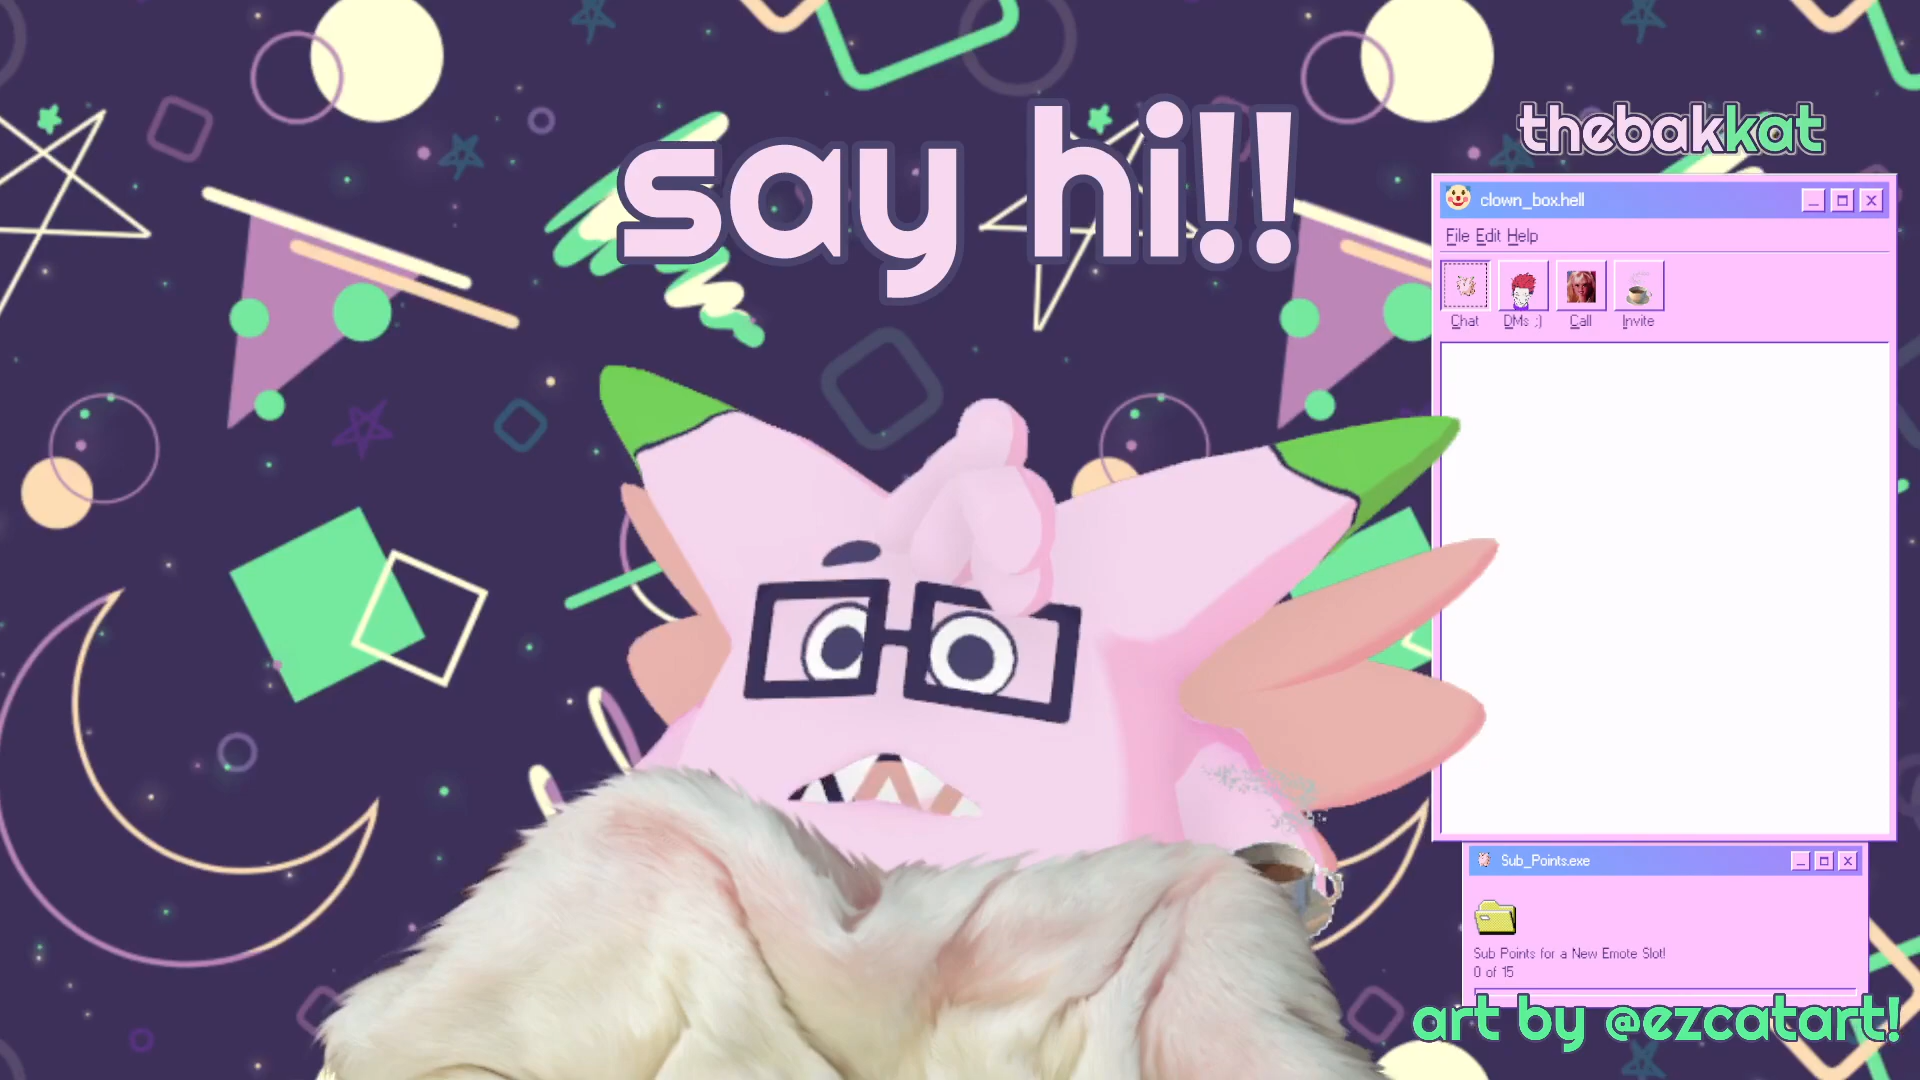 say hi!!
thebakkat
clown_box.hell
File Edit Help
Chat DMs ;) Call Invite
Sub_Points.exe
Sub Points for a New Emote Slot!
0 of 15
art by @ezcatart!